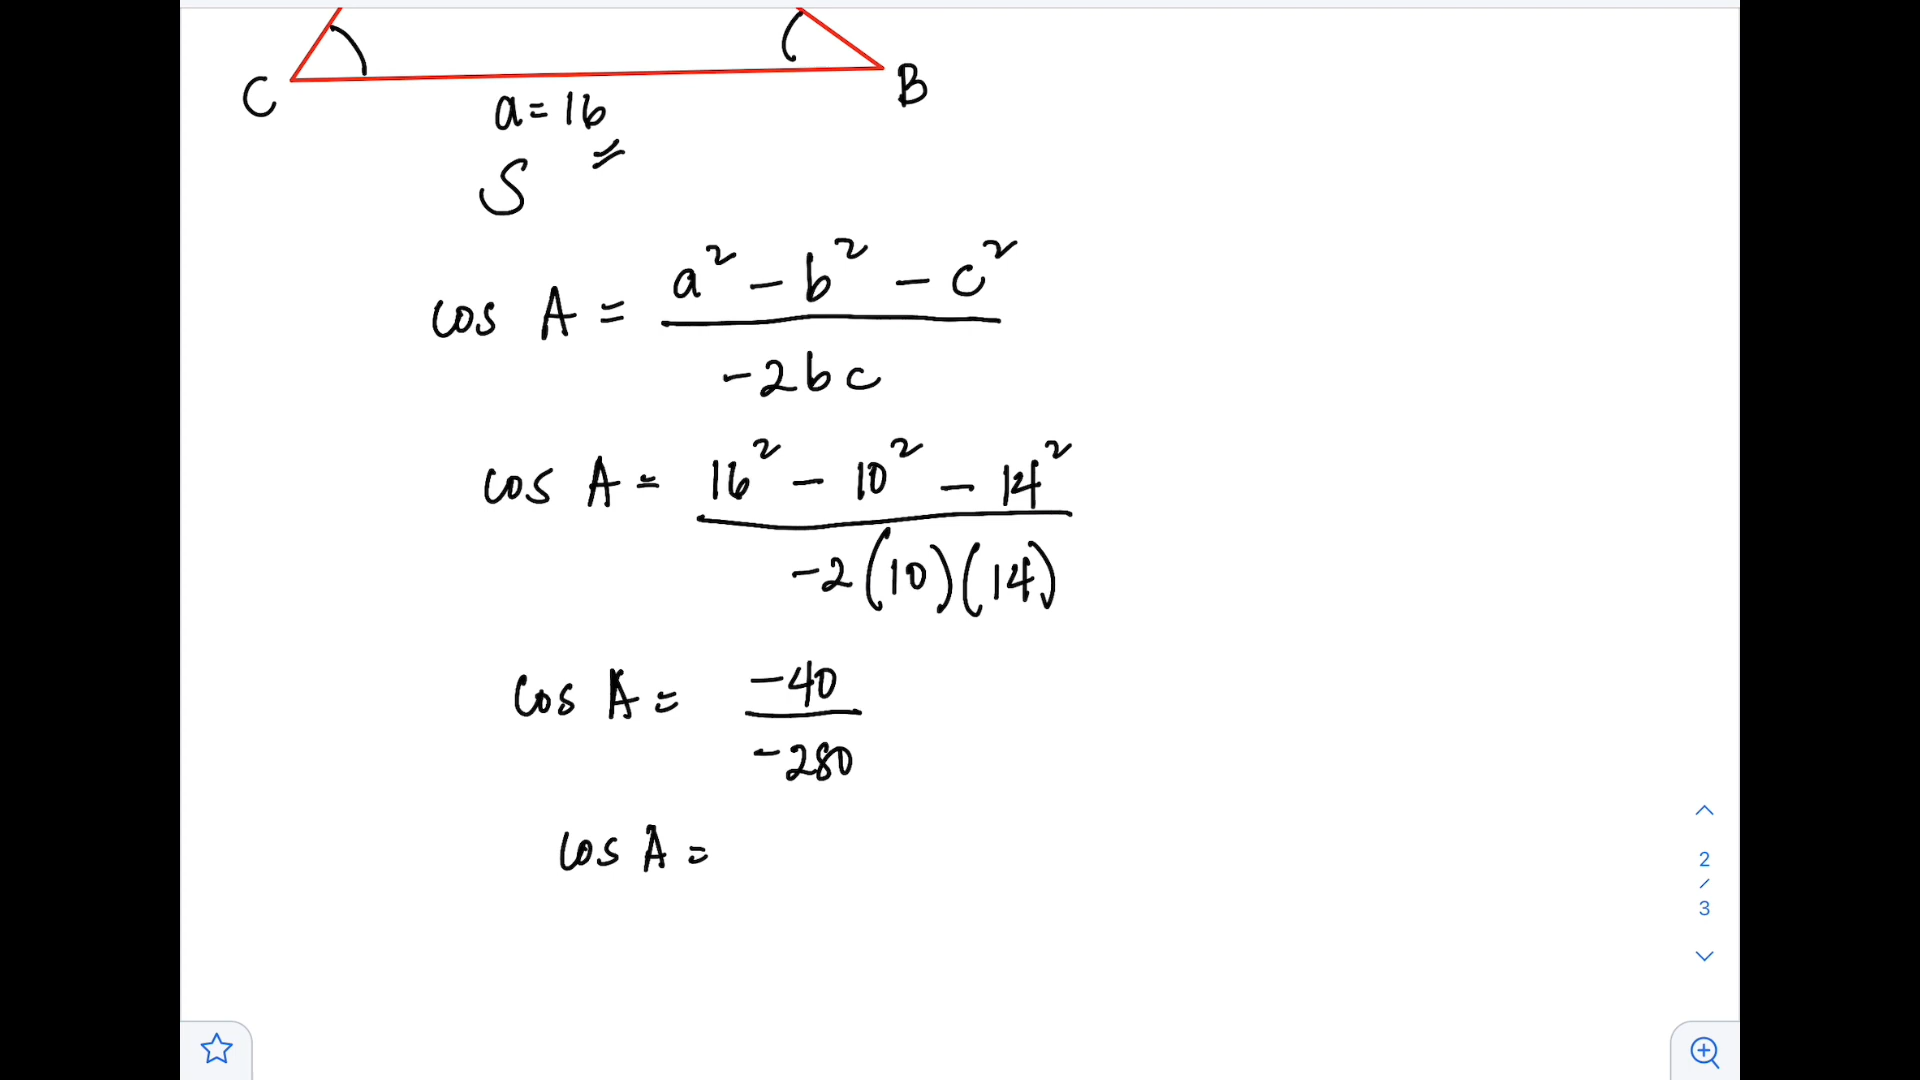 C
B
a = 16
S
cos A = a² - b² - c² / -2bc
cos A = 16² - 10² - 14² / -2(10)(14)
cos A = -40 / -280
cos A =
2
/
3